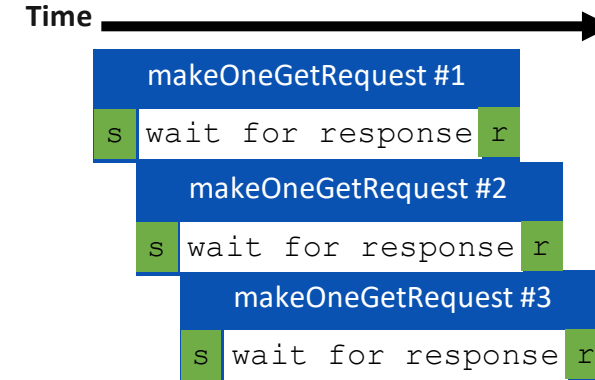 Time
makeOneGetRequest #1
s wait for response r
makeOneGetRequest #2
s wait for response r
makeOneGetRequest #3
s wait for response r